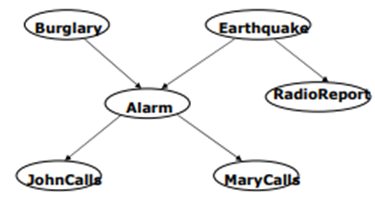 Burglary
Earthquake
RadioReport
Alarm
JohnCalls
MaryCalls